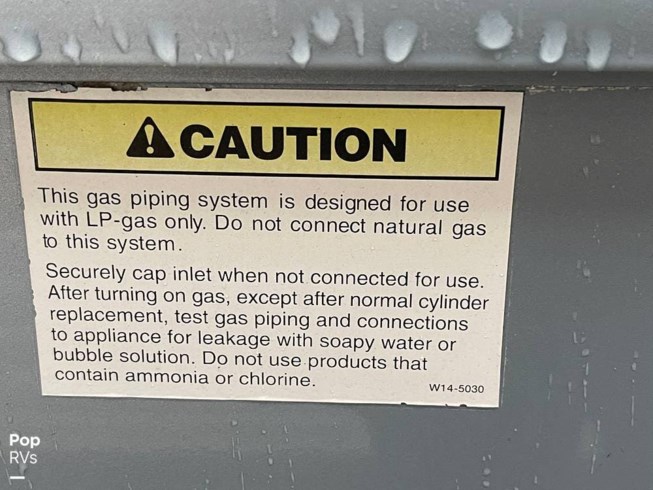 CAUTION
This gas piping system is designed for use
with LP-gas only. Do not connect natural gas
to this system.
Securely cap inlet when not connected for use.
After turning on gas, except after normal cylinder
replacement, test gas piping and connections
to appliance for leakage with soapy water or
bubble solution. Do not use products that
contain ammonia or chlorine.
W14-5030
Pop
RVs